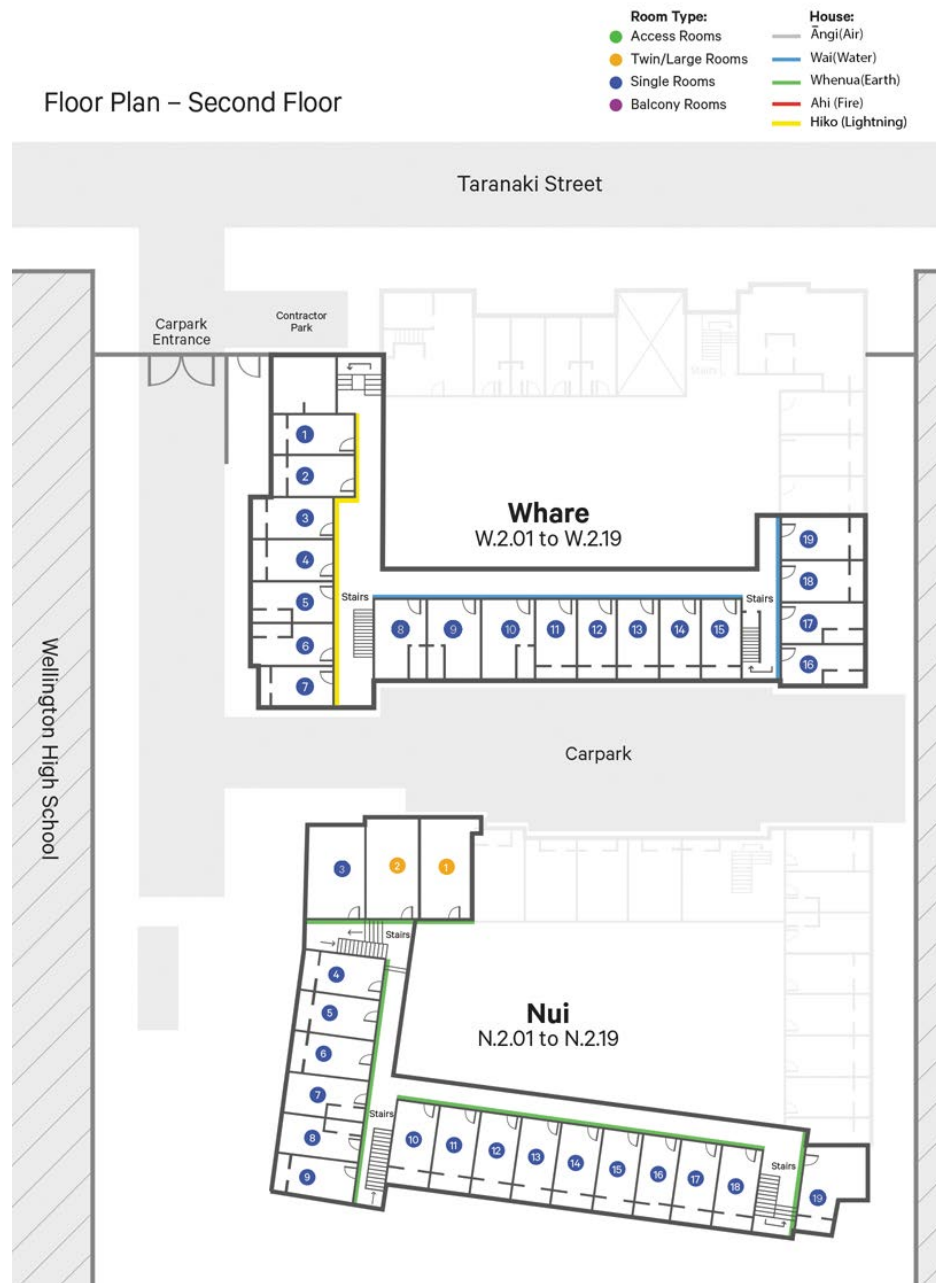 Room Type:
Access Rooms
Twin/Large Rooms
Single Rooms
Balcony Rooms
House:
Āngi(Air)
Wai(Water)
Whenua(Earth)
Ahi (Fire)
Hiko (Lightning)
Floor Plan – Second Floor
Taranaki Street
Carpark
Entrance
Contractor
Park
Stairs
1
2
3
4
5
6
7
Whare
W.2.01 to W.2.19
Stairs
8
9
10
11
12
13
14
15
Stairs
19
18
17
16
Wellington High School
Carpark
3
2
1
Stairs
4
5
6
7
8
9
Nui
N.2.01 to N.2.19
Stairs
10
11
12
13
14
15
16
17
18
Stairs
19